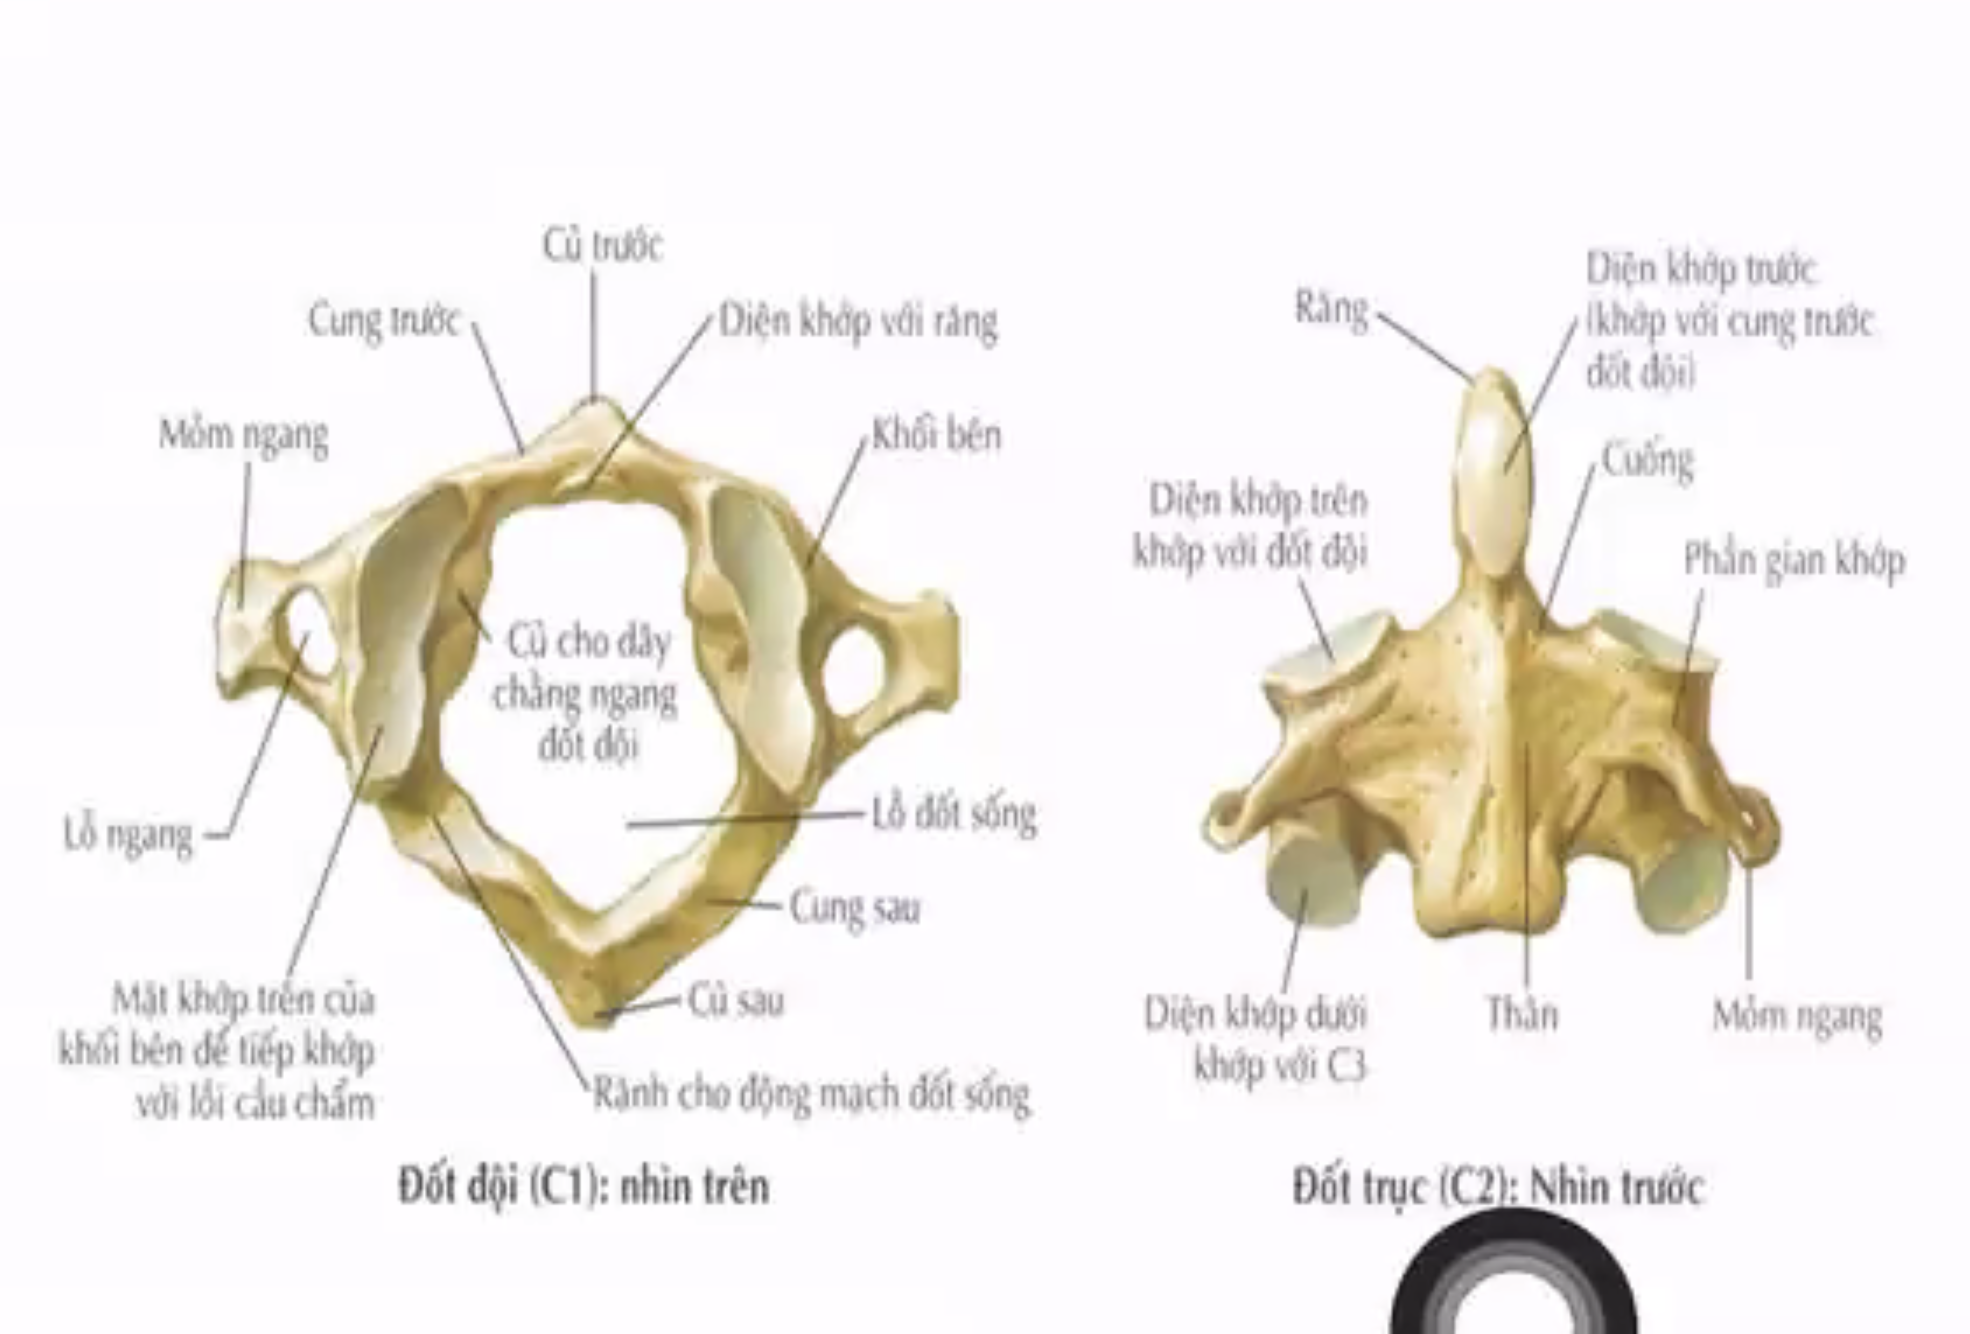 Củ trước
Cung trước
Diện khớp với răng
Mỏm ngang
Khối bên
Củ cho dây
chằng ngang
đốt đội
Lỗ ngang
Lỗ đốt sống
Cung sau
Mặt khớp trên của
khối bên để tiếp khớp
với lồi cầu chẩm
Củ sau
Rãnh cho động mạch đốt sống
Đốt đội (C1): nhìn trên
Răng
Diện khớp trước
(khớp với cung trước
đốt đội)
Cuống
Diện khớp trên
khớp với đốt đội
Phần gian khớp
Diện khớp dưới
khớp với C3
Thân
Mỏm ngang
Đốt trục (C2): Nhìn trước